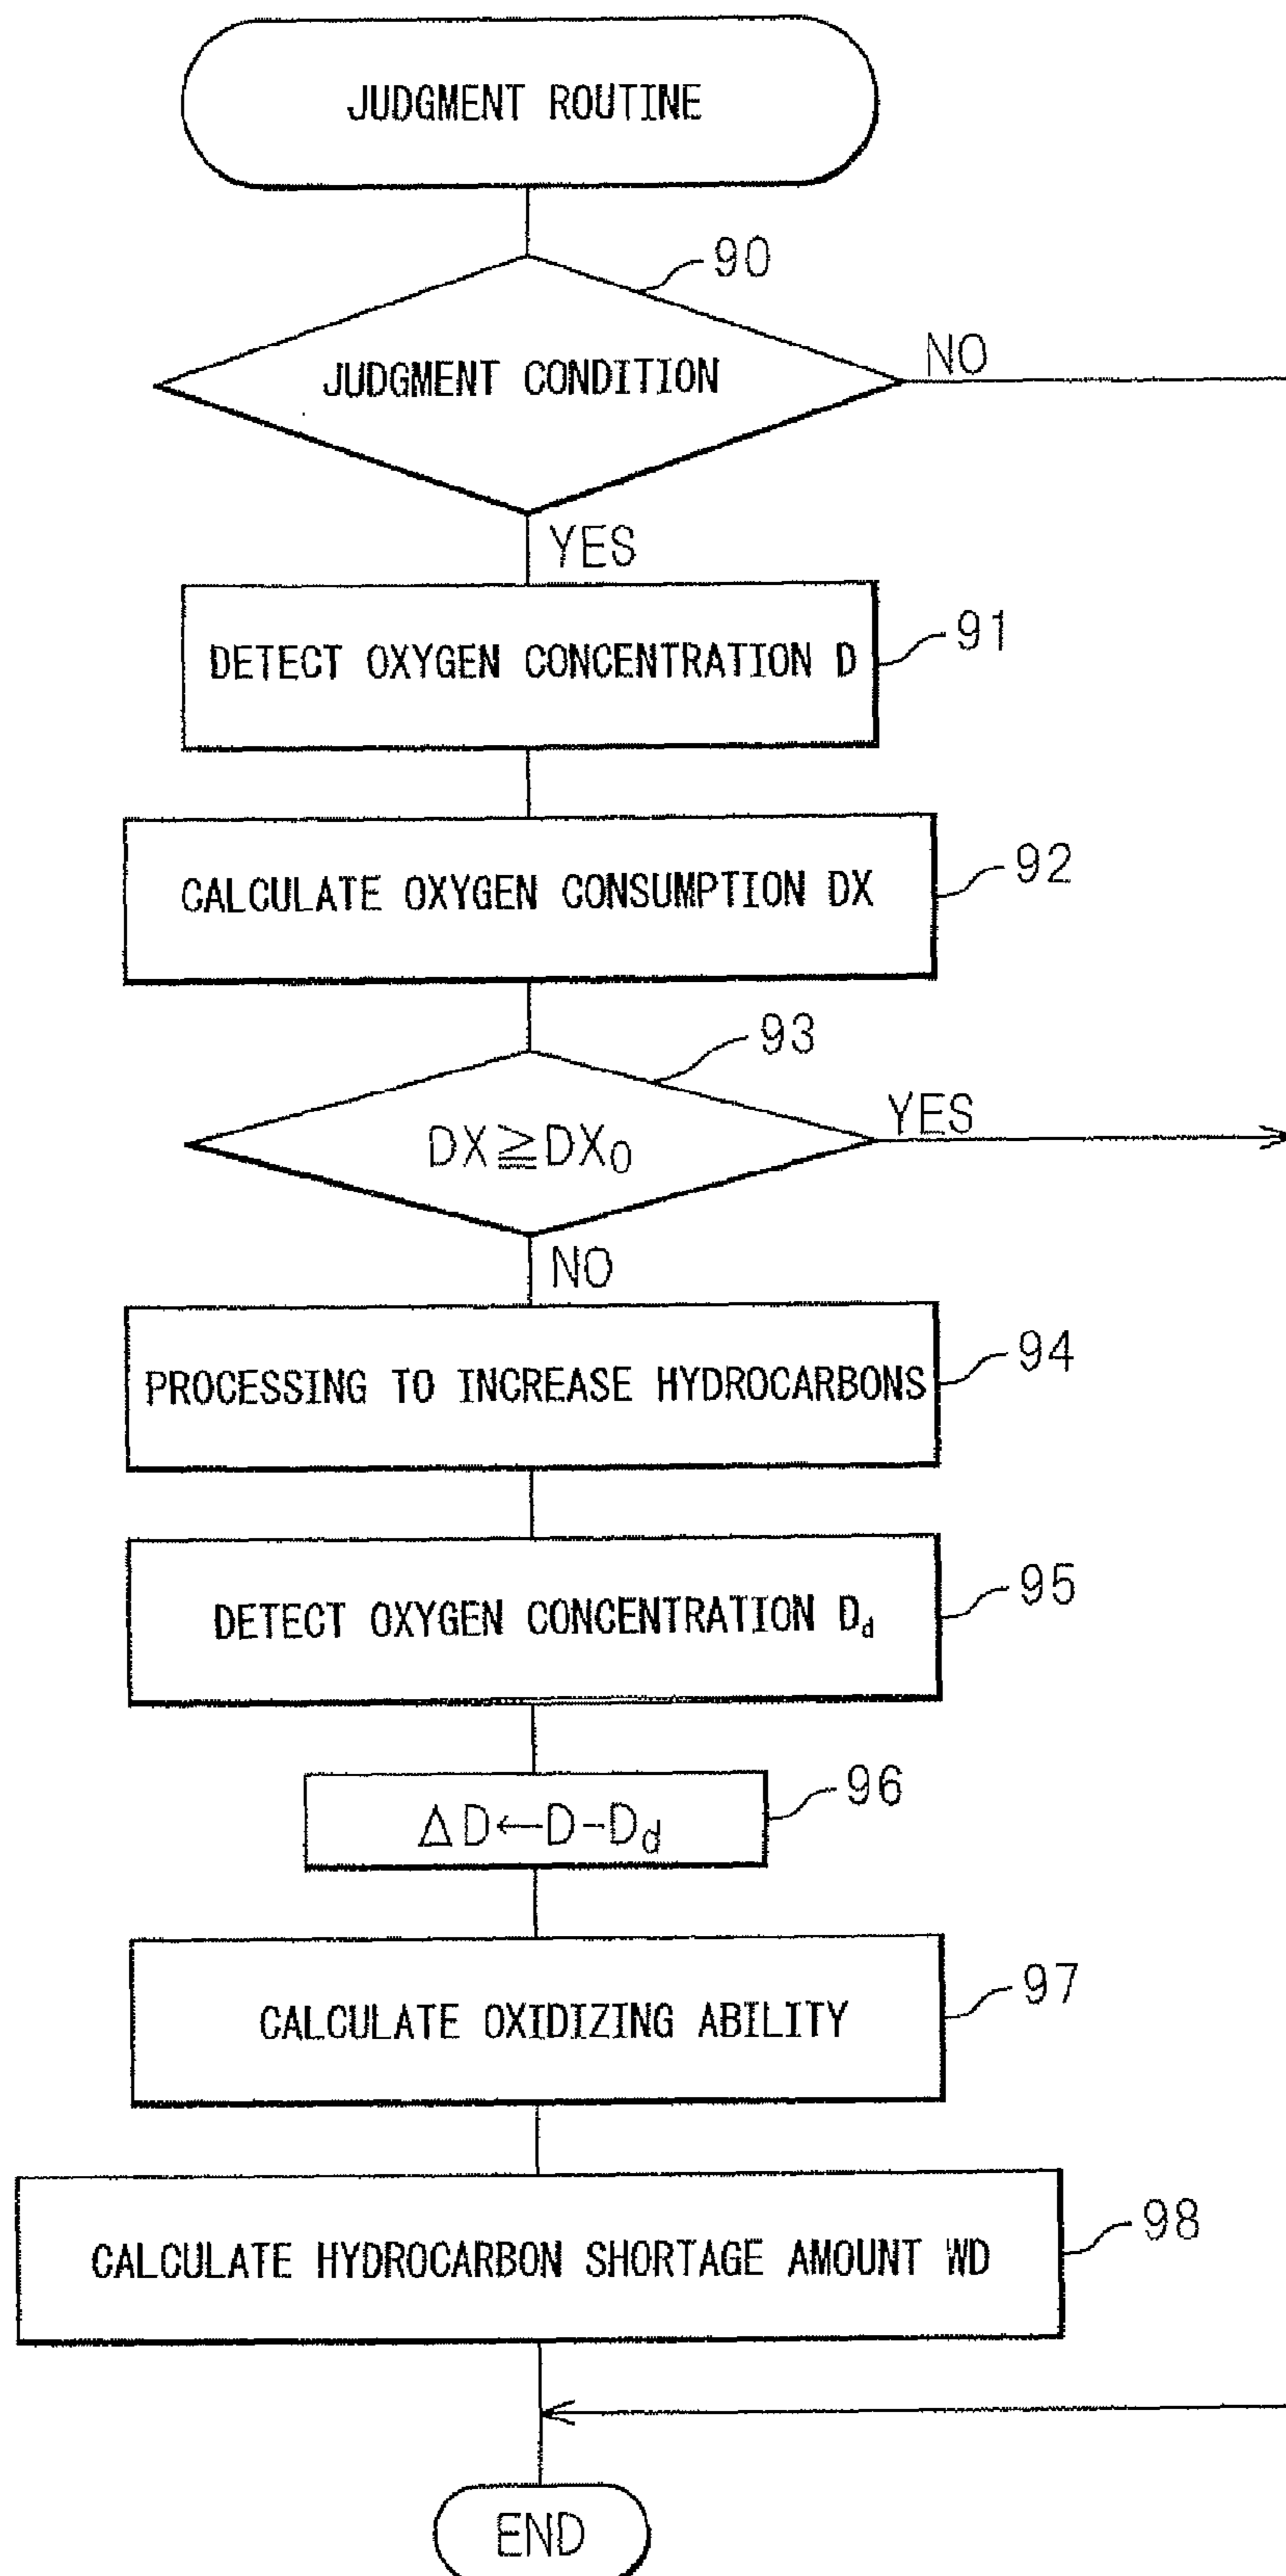 JUDGMENT ROUTINE
90
JUDGMENT CONDITION
NO
YES
91
DETECT OXYGEN CONCENTRATION D
92
CALCULATE OXYGEN CONSUMPTION DX
93
DX≧DX₀
YES
NO
94
PROCESSING TO INCREASE HYDROCARBONS
95
DETECT OXYGEN CONCENTRATION D_d
96
ΔD←D-D_d
97
CALCULATE OXIDIZING ABILITY
98
CALCULATE HYDROCARBON SHORTAGE AMOUNT WD
END